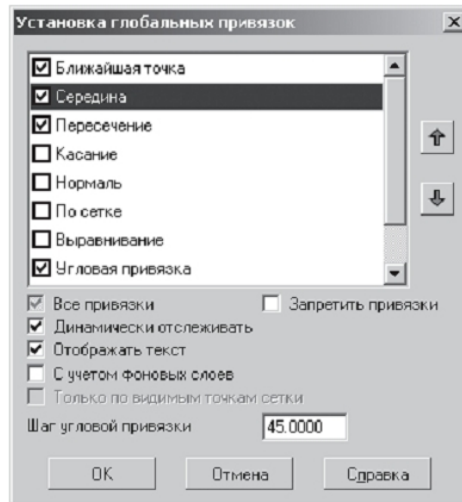 Установка глобальных привязок
Ближайшая точка
Середина
Пересечение
Касание
Нормаль
По сетке
Выравнивание
Угловая привязка
Все привязки Запретить привязки
Динамически отслеживать
Отображать текст
С учетом фоновых слоев
Только по видимым точкам сетки
Шаг угловой привязки 45.0000
OK Отмена Справка